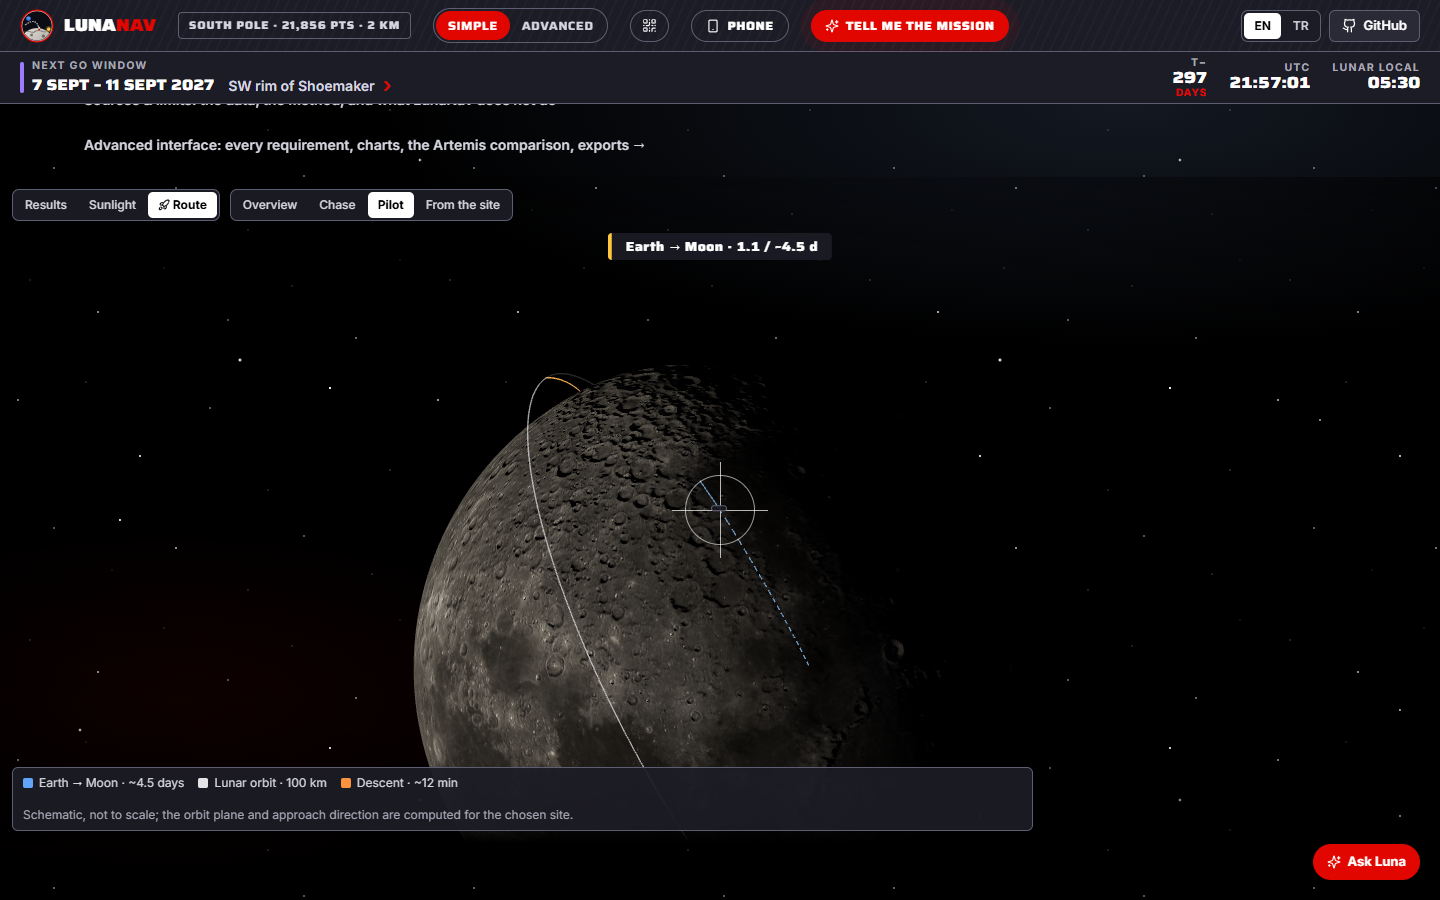 LUNANAV
SOUTH POLE · 21,856 PTS · 2 KM
SIMPLE
ADVANCED
PHONE
TELL ME THE MISSION
EN
TR
GitHub
NEXT GO WINDOW
7 SEPT – 11 SEPT 2027
SW rim of Shoemaker
T−
297
DAYS
UTC
21:57:01
LUNAR LOCAL
05:30
Advanced interface: every requirement, charts, the Artemis comparison, exports →
Results
Sunlight
Route
Overview
Chase
Pilot
From the site
Earth → Moon · 1.1 / ~4.5 d
Earth → Moon · ~4.5 days
Lunar orbit · 100 km
Descent · ~12 min
Schematic, not to scale; the orbit plane and approach direction are computed for the chosen site.
Ask Luna